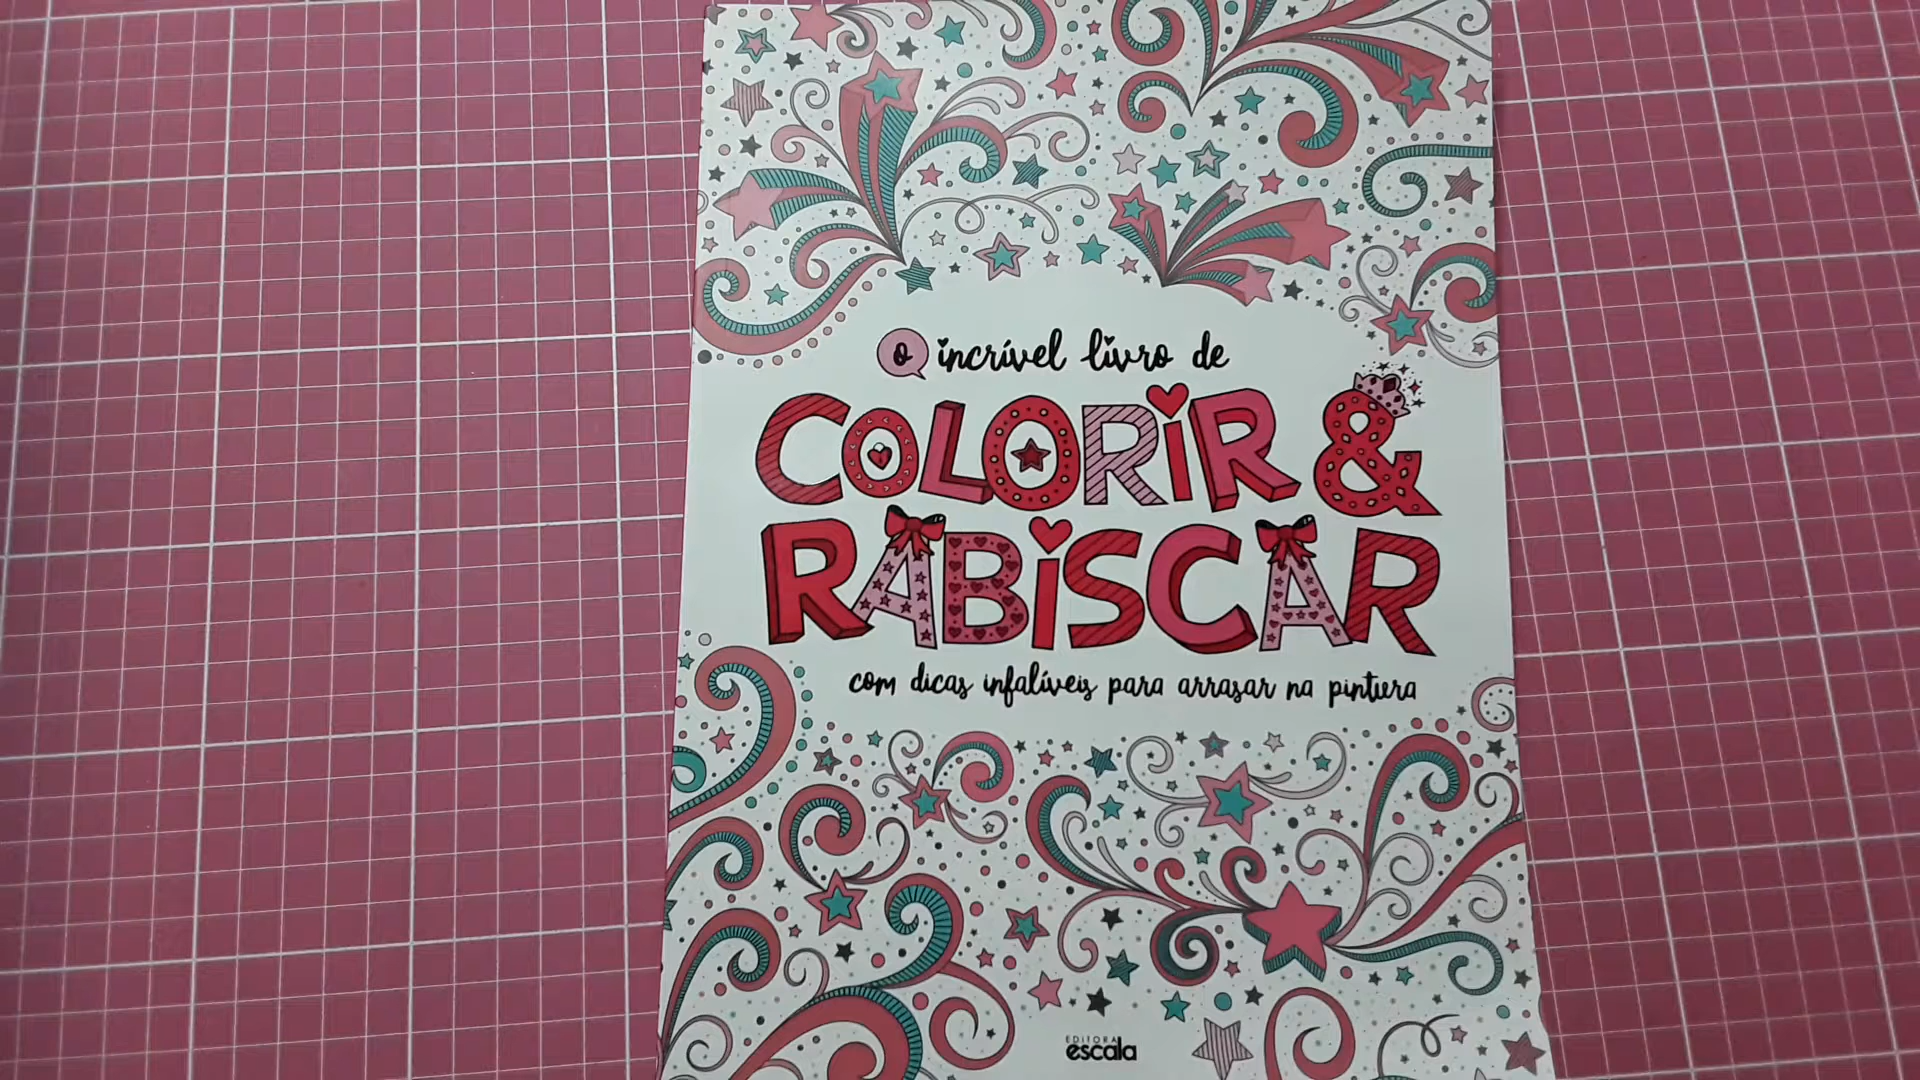 o incrível livro de
COLORiR &
RABiSCAR
com dicas infalíveis para arrasar na pintura
EDITORA
escala